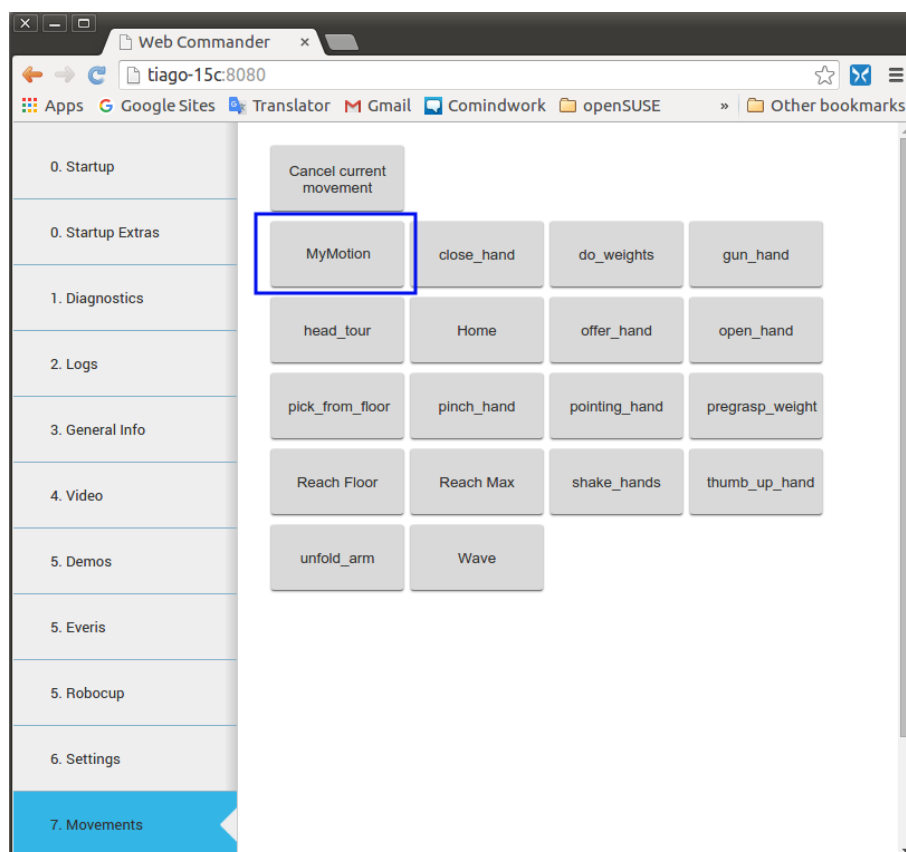 Web Commander
tiago-15c:8080
Apps Google Sites Translator Gmail Comindwork openSUSE » Other bookmarks
0. Startup
0. Startup Extras
1. Diagnostics
2. Logs
3. General Info
4. Video
5. Demos
5. Everis
5. Robocup
6. Settings
7. Movements
Cancel current
movement
MyMotion close_hand do_weights gun_hand
head_tour Home offer_hand open_hand
pick_from_floor pinch_hand pointing_hand pregrasp_weight
Reach Floor Reach Max shake_hands thumb_up_hand
unfold_arm Wave